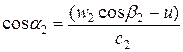 cosα₂ = (w₂ cosβ₂ − u) / c₂